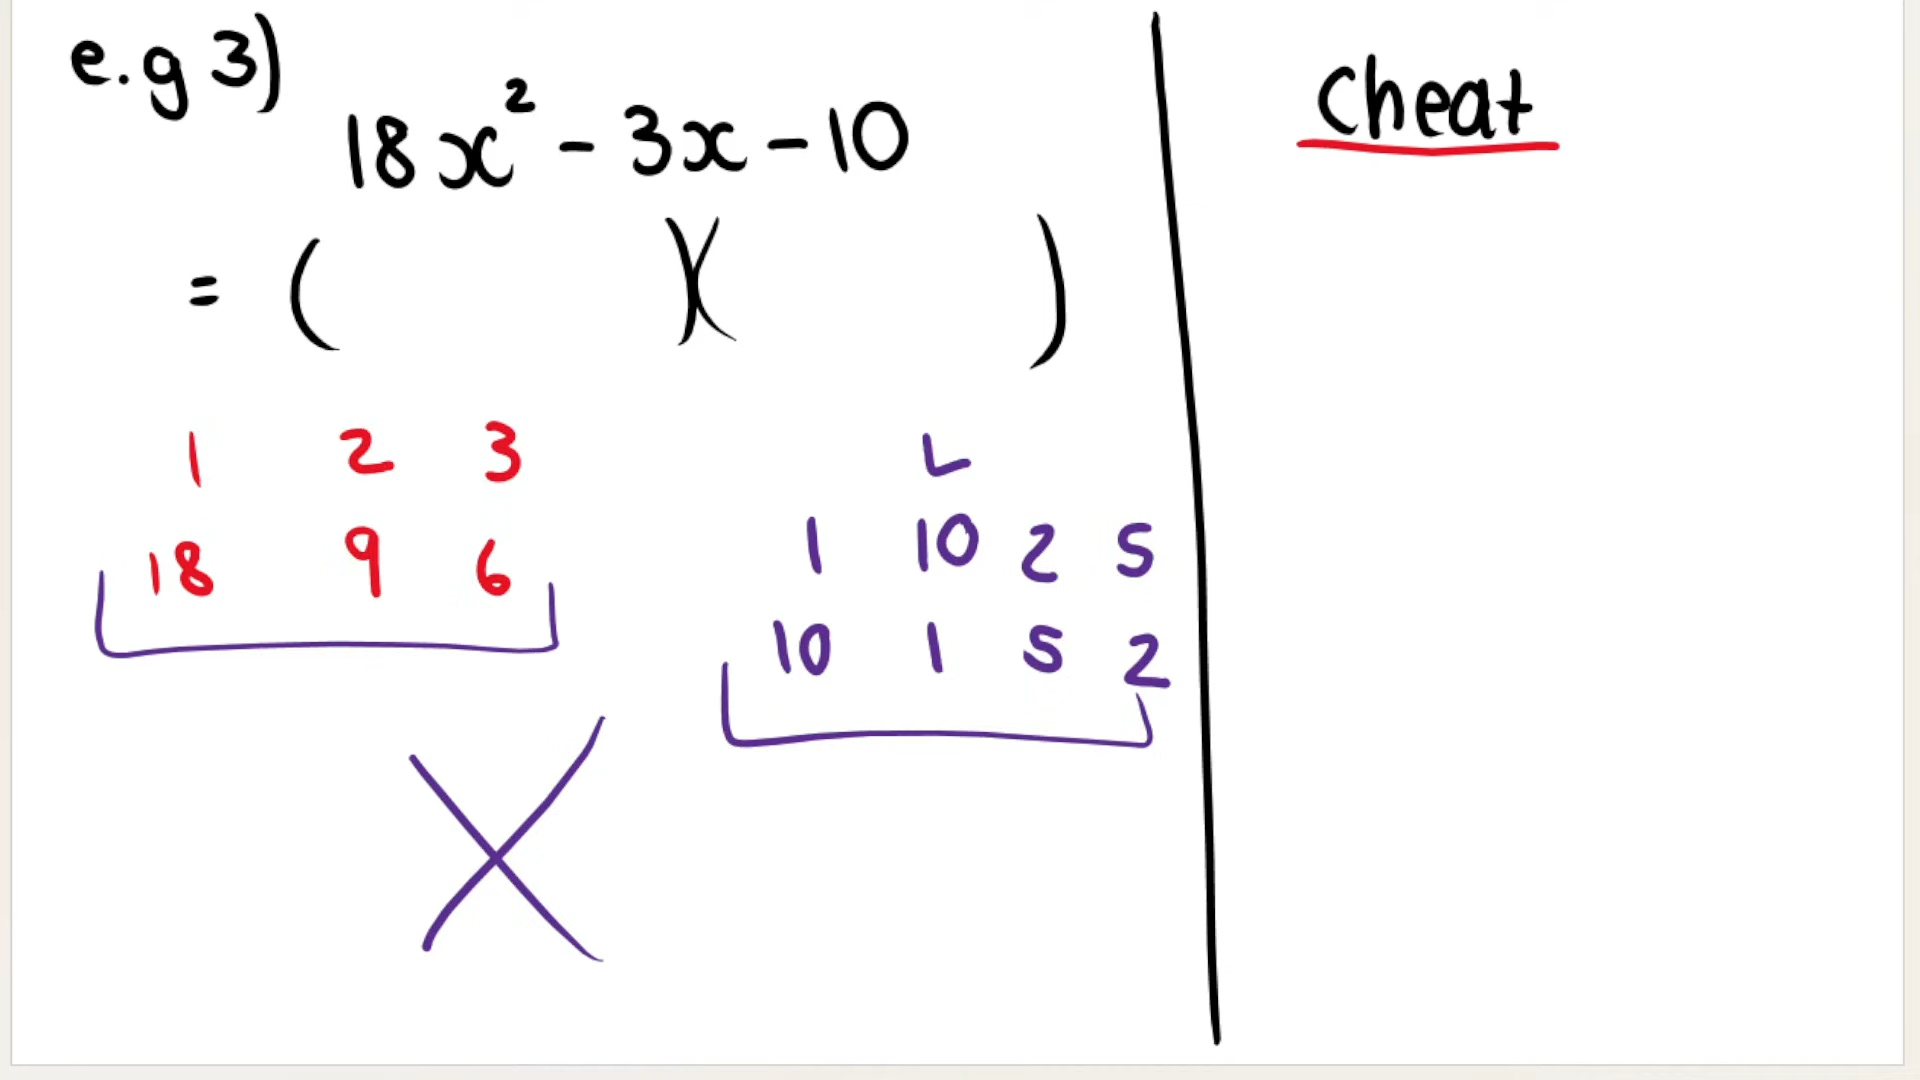 e.g 3)
18x² - 3x - 10
= (        )(        )
1 2 3
18 9 6
1 10 2 5
10 1 5 2
Cheat